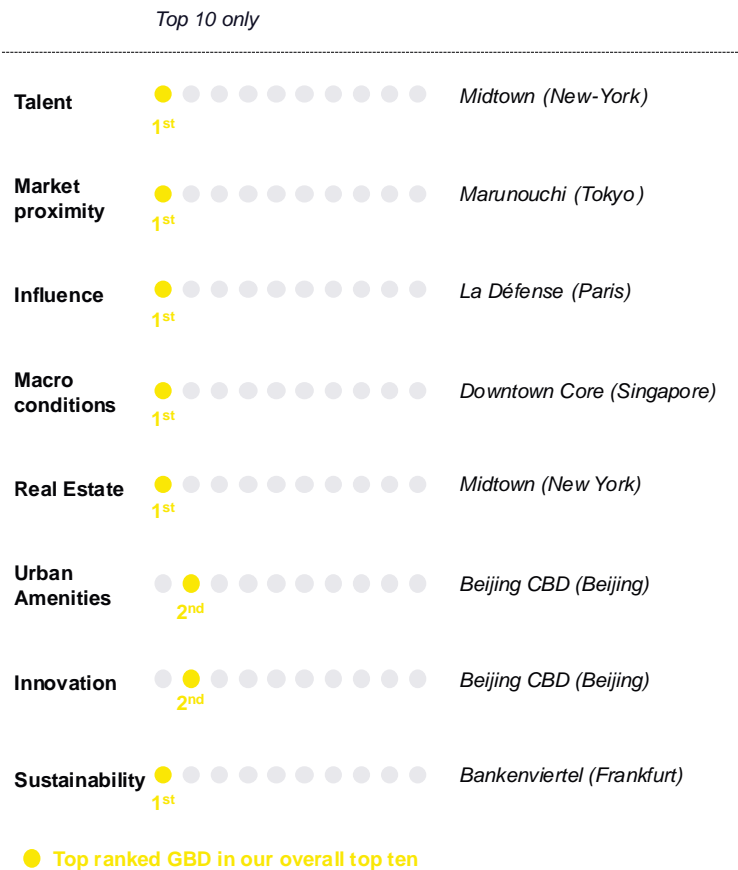 Top 10 only
Talent
1st
Midtown (New-York)
Market
proximity
1st
Marunouchi (Tokyo)
Influence
1st
La Défense (Paris)
Macro
conditions
1st
Downtown Core (Singapore)
Real Estate
1st
Midtown (New York)
Urban
Amenities
2nd
Beijing CBD (Beijing)
Innovation
2nd
Beijing CBD (Beijing)
Sustainability
1st
Bankenviertel (Frankfurt)
Top ranked GBD in our overall top ten